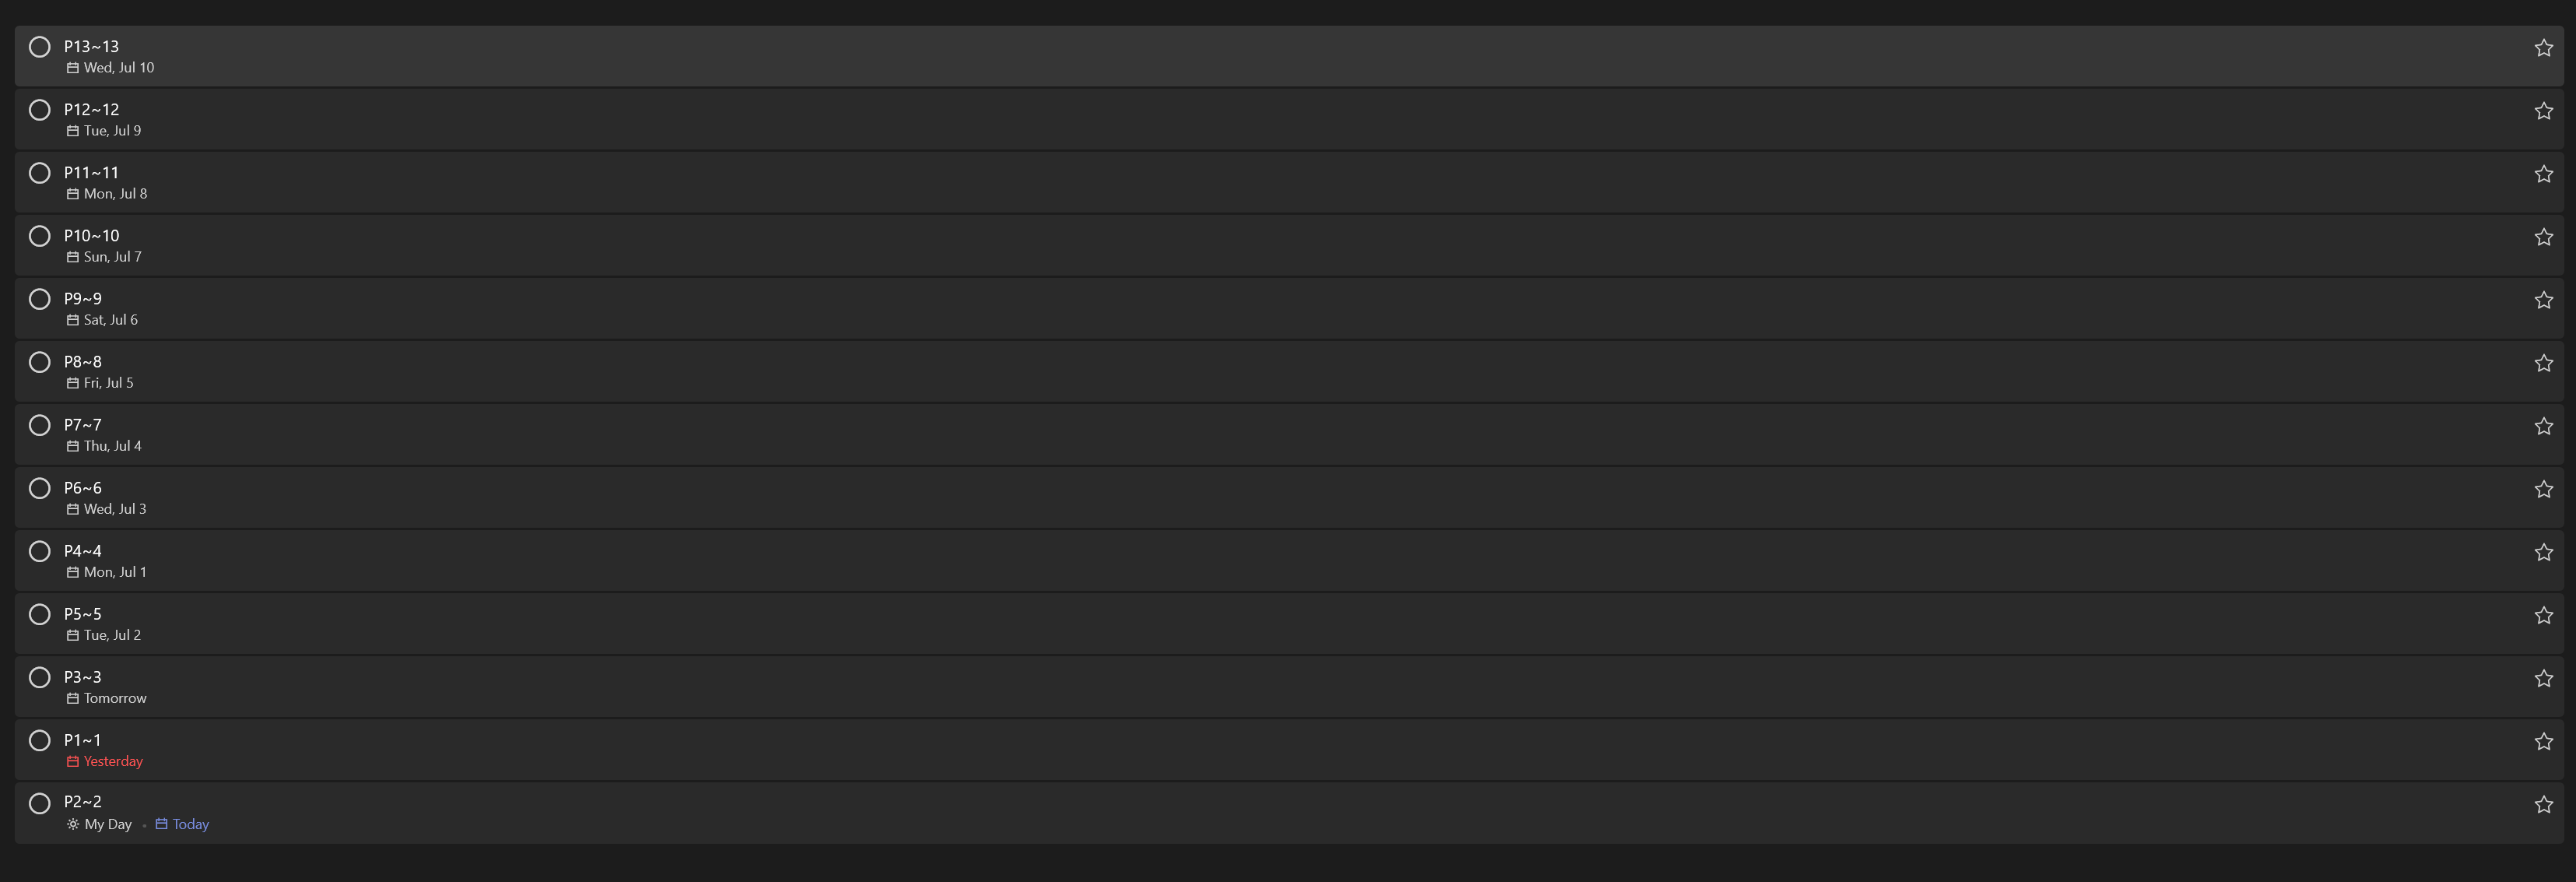 P13~13
Wed, Jul 10
P12~12
Tue, Jul 9
P11~11
Mon, Jul 8
P10~10
Sun, Jul 7
P9~9
Sat, Jul 6
P8~8
Fri, Jul 5
P7~7
Thu, Jul 4
P6~6
Wed, Jul 3
P4~4
Mon, Jul 1
P5~5
Tue, Jul 2
P3~3
Tomorrow
P1~1
Yesterday
P2~2
My Day • Today